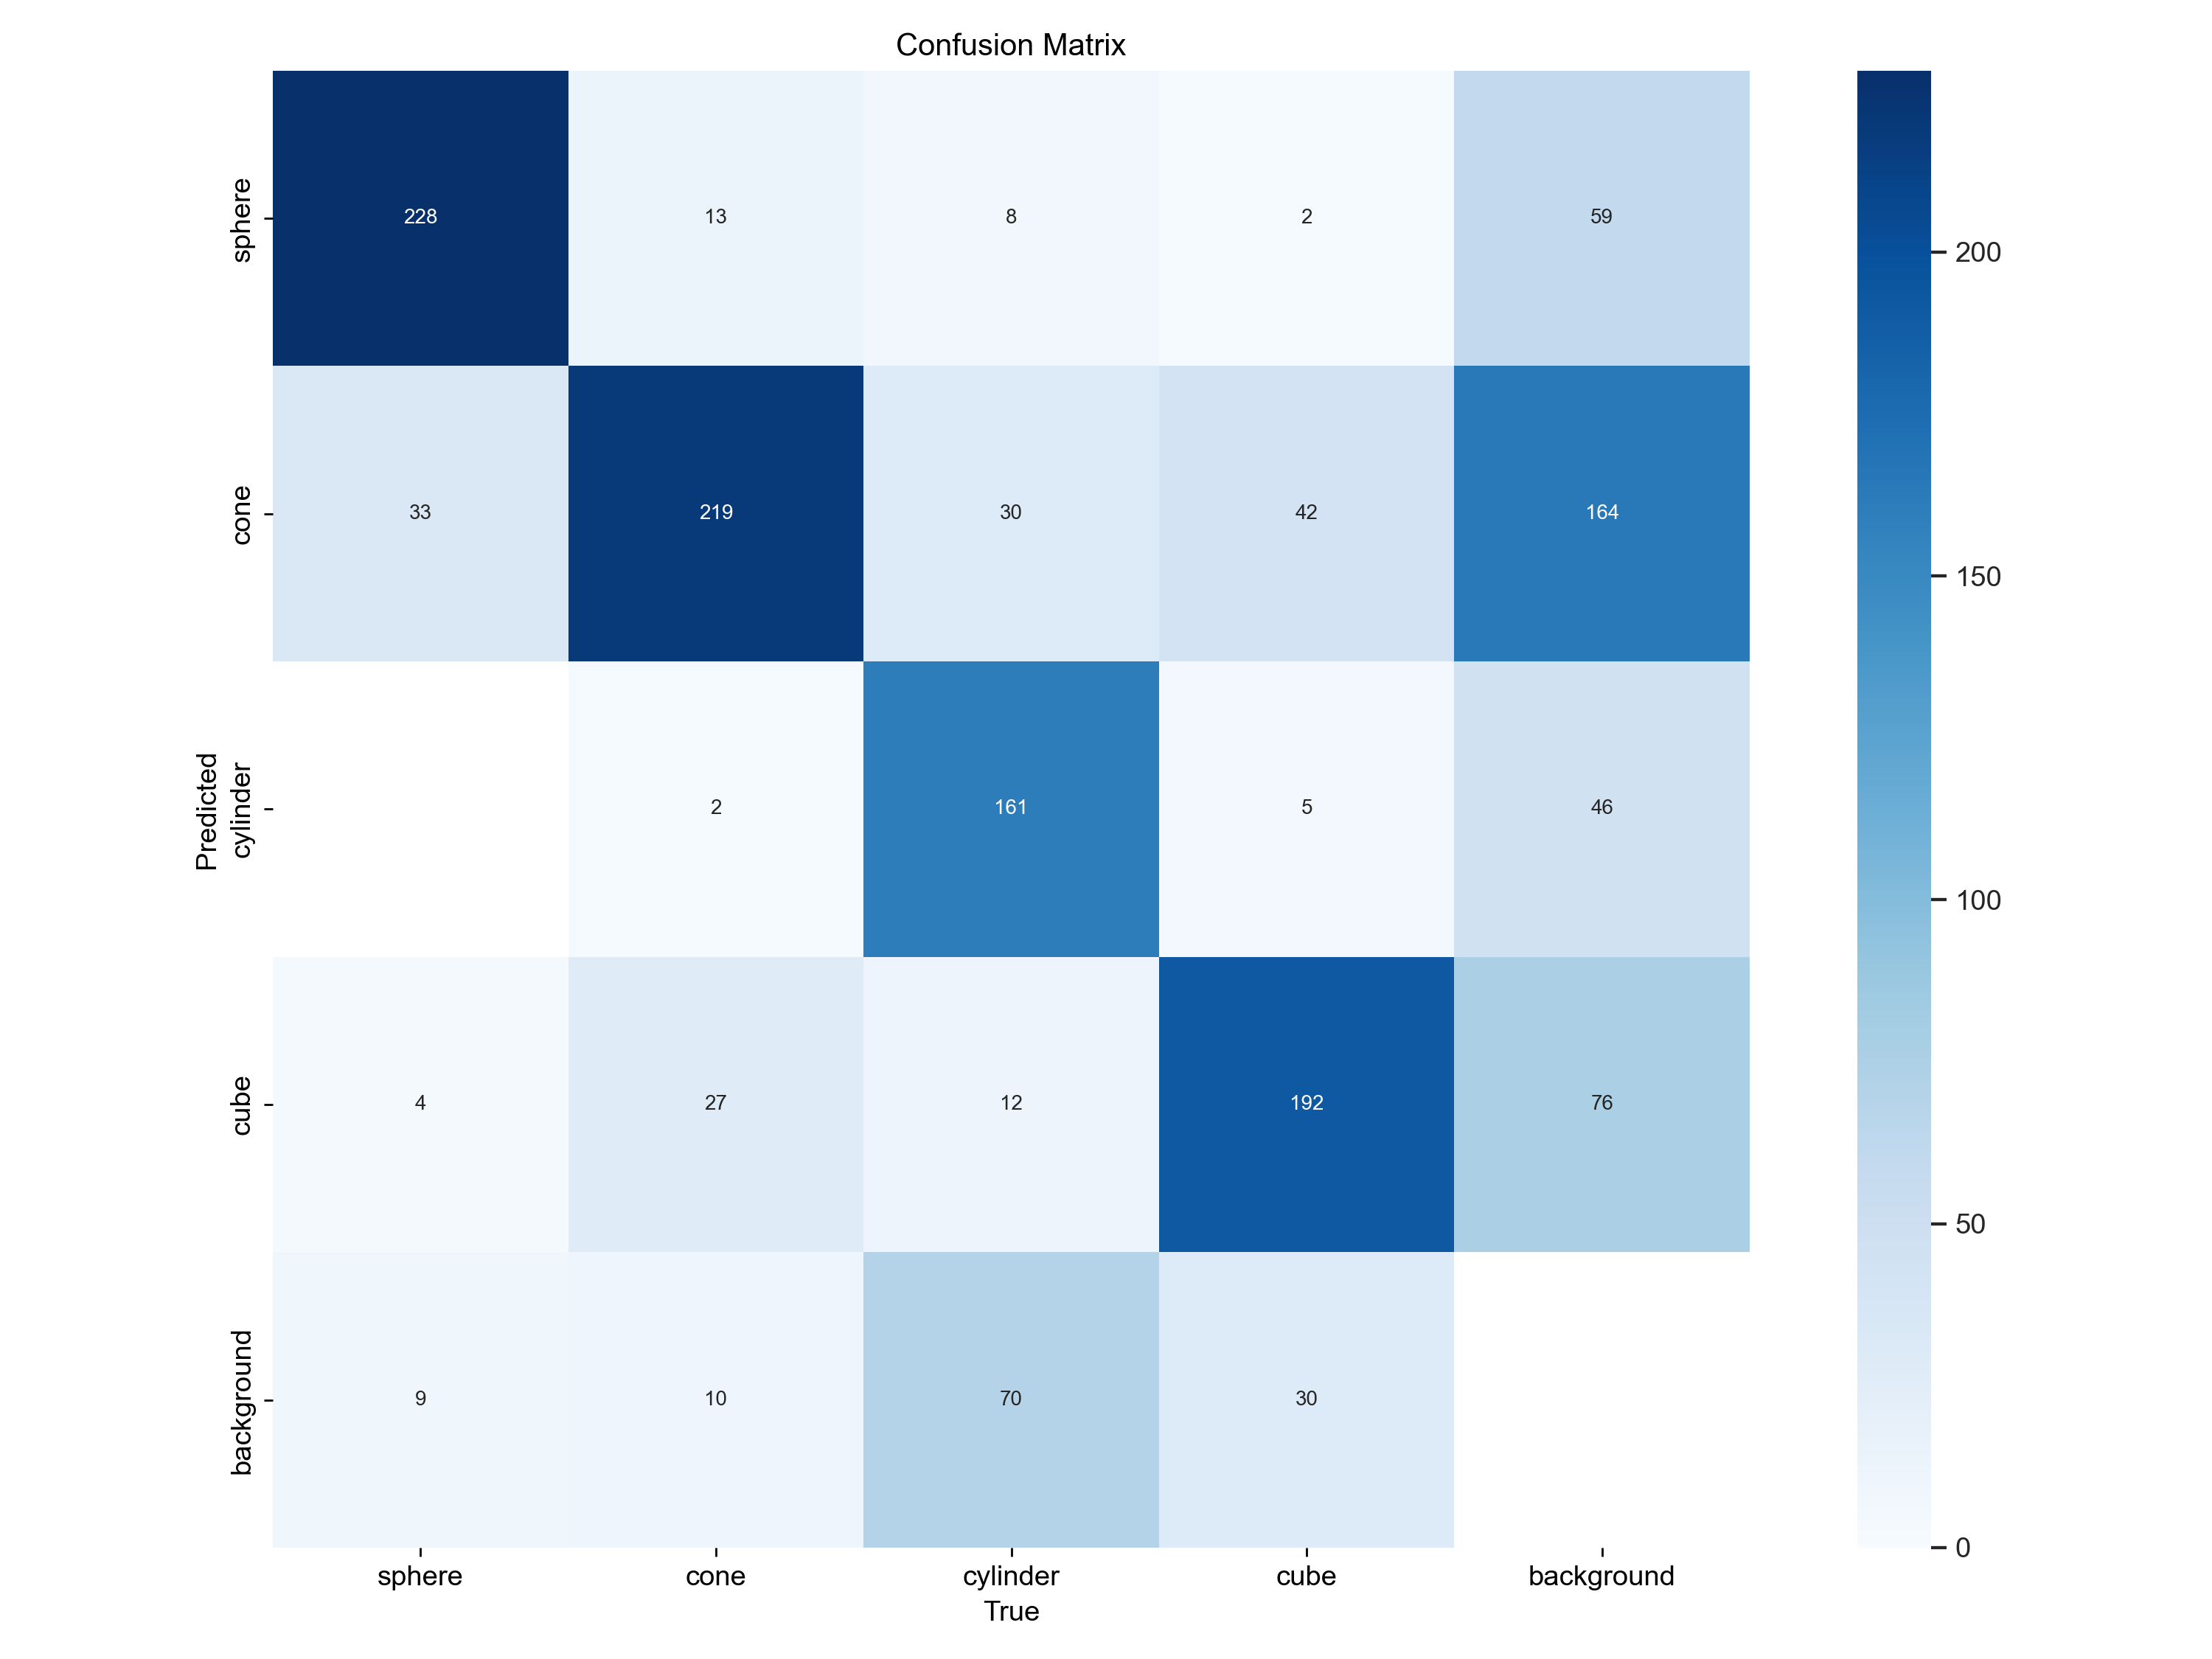 Confusion Matrix
sphere
228 13 8 2 59
200
cone
33 219 30 42 164
150
Predicted
cylinder
2 161 5 46
100
cube
4 27 12 192 76
50
background
9 10 70 30
0
sphere cone cylinder cube background
True